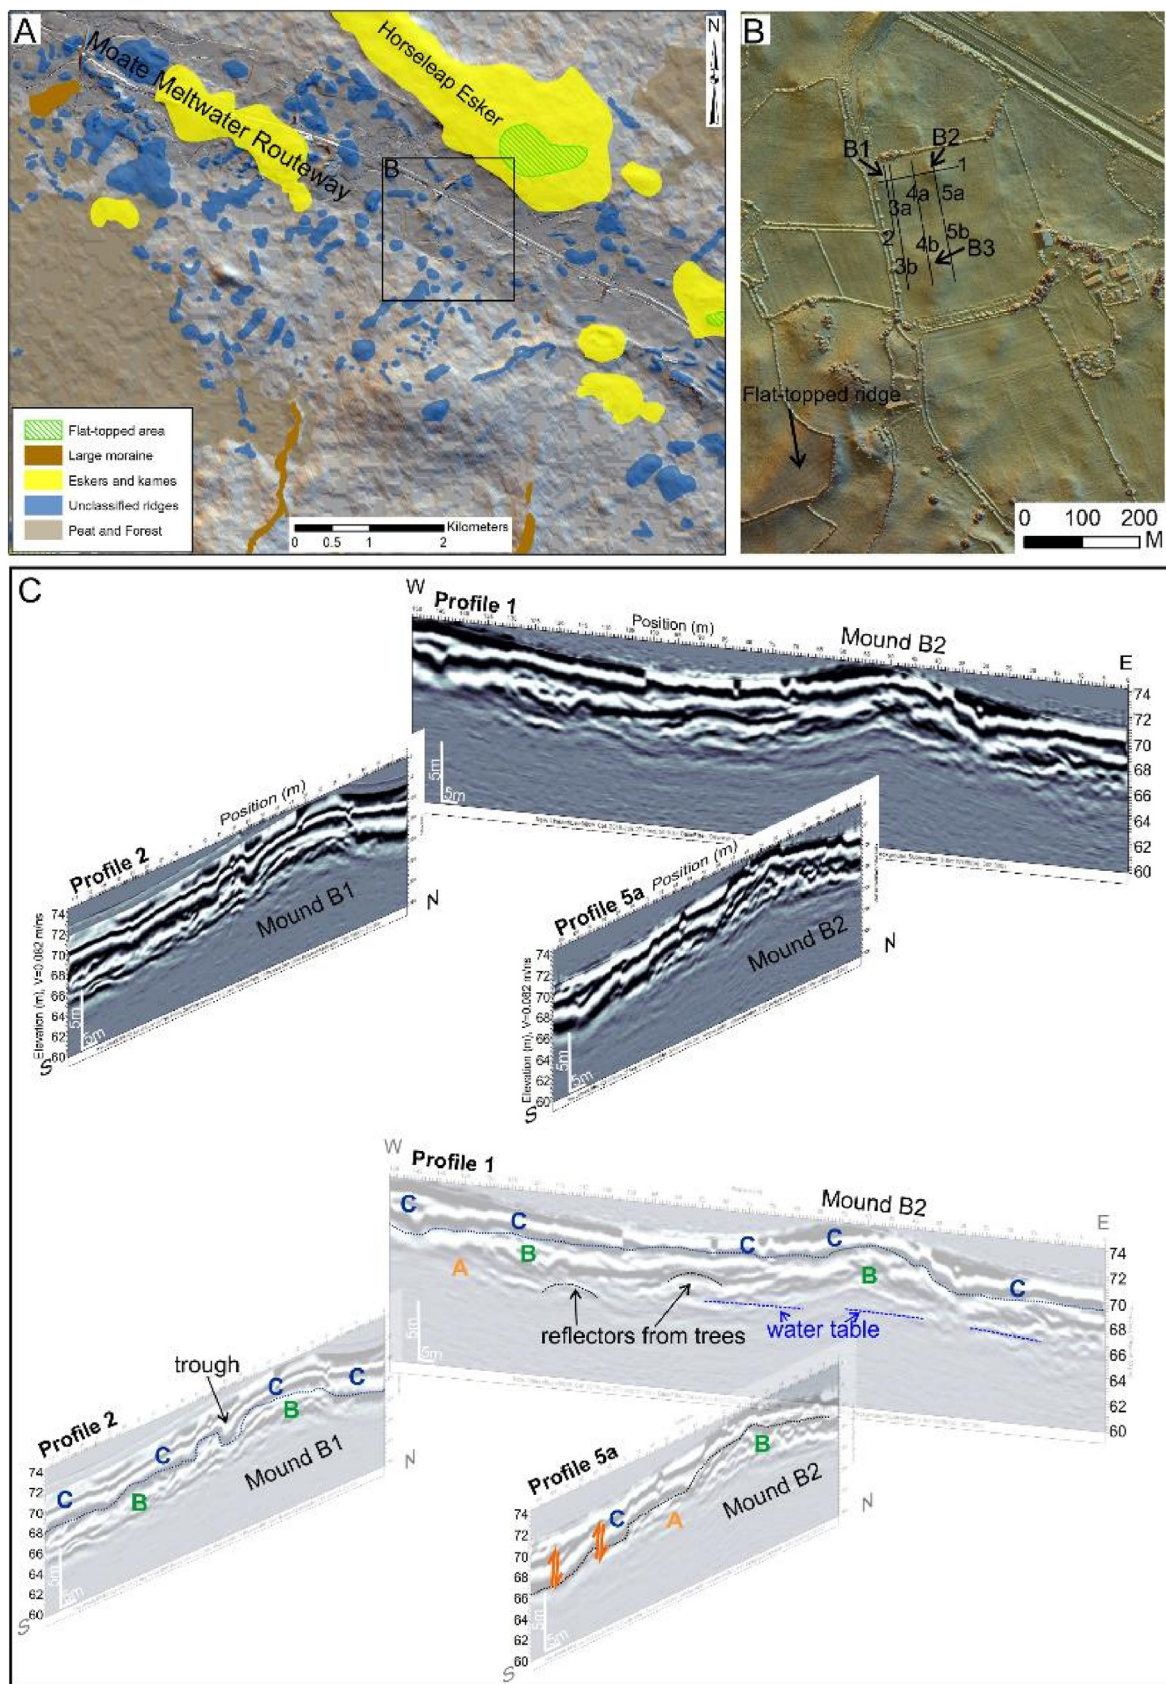 A
Moate Meltwater Routeway
Horseleap Esker
N
B
Flat-topped area
Large moraine
Eskers and kames
Unclassified ridges
Peat and Forest
Kilometers
0 0.5 1 2
B
B1
B2
1
4a
5a
3a
2
4b
5b
B3
3b
Flat-topped ridge
0 100 200
M
C
W
Profile 1
Position (m)
Mound B2
E
74
72
70
68
66
64
62
60
5m
5m
Profile 2
Position (m)
Mound B1
N
Elevation (m), V=0.082 m/ns
74
72
70
68
66
64
62
60
5m
5m
S
Profile 5a
Position (m)
Mound B2
N
Elevation (m), V=0.082 m/ns
74
72
70
68
66
64
62
60
5m
5m
S
W
Profile 1
Mound B2
E
C
C
C
C
C
A
B
B
74
72
70
68
66
64
62
60
5m
5m
reflectors from trees
water table
trough
Profile 2
C
C
C
C
B
B
Mound B1
N
74
72
70
68
66
64
62
60
5m
5m
S
Profile 5a
C
A
B
Mound B2
N
74
72
70
68
66
64
62
60
5m
5m
S